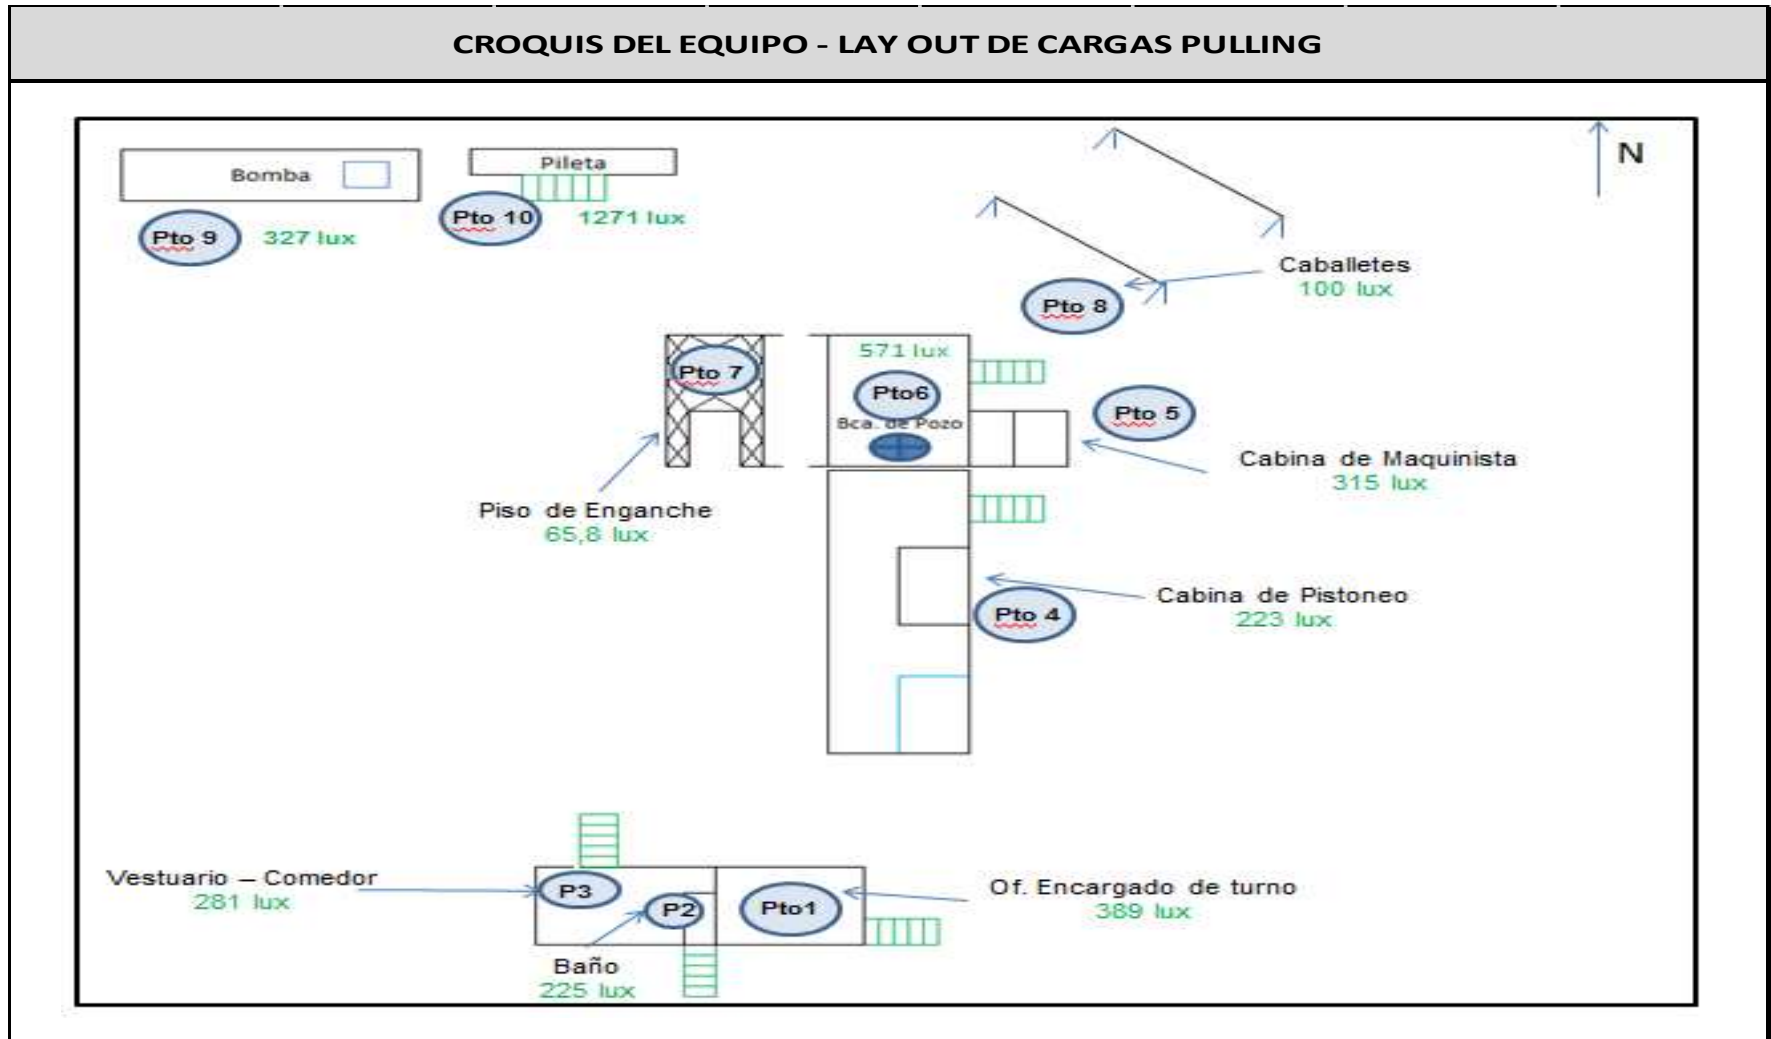 CROQUIS DEL EQUIPO - LAY OUT DE CARGAS PULLING
N
Bomba
Pileta
Pto 9
327 lux
Pto 10
1271 lux
Caballetes
100 lux
Pto 8
571 lux
Pto 7
Pto6
Bca. de Pozo
Pto 5
Cabina de Maquinista
315 lux
Piso de Enganche
65,8 lux
Cabina de Pistoneo
223 lux
Pto 4
Vestuario – Comedor
281 lux
P3
P2
Pto1
Of. Encargado de turno
389 lux
Baño
225 lux